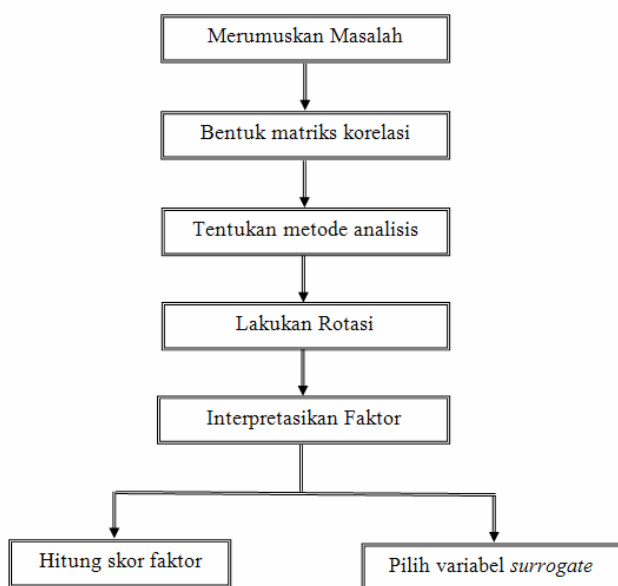 Merumuskan Masalah
Bentuk matriks korelasi
Tentukan metode analisis
Lakukan Rotasi
Interpretasikan Faktor
Hitung skor faktor
Pilih variabel surrogate